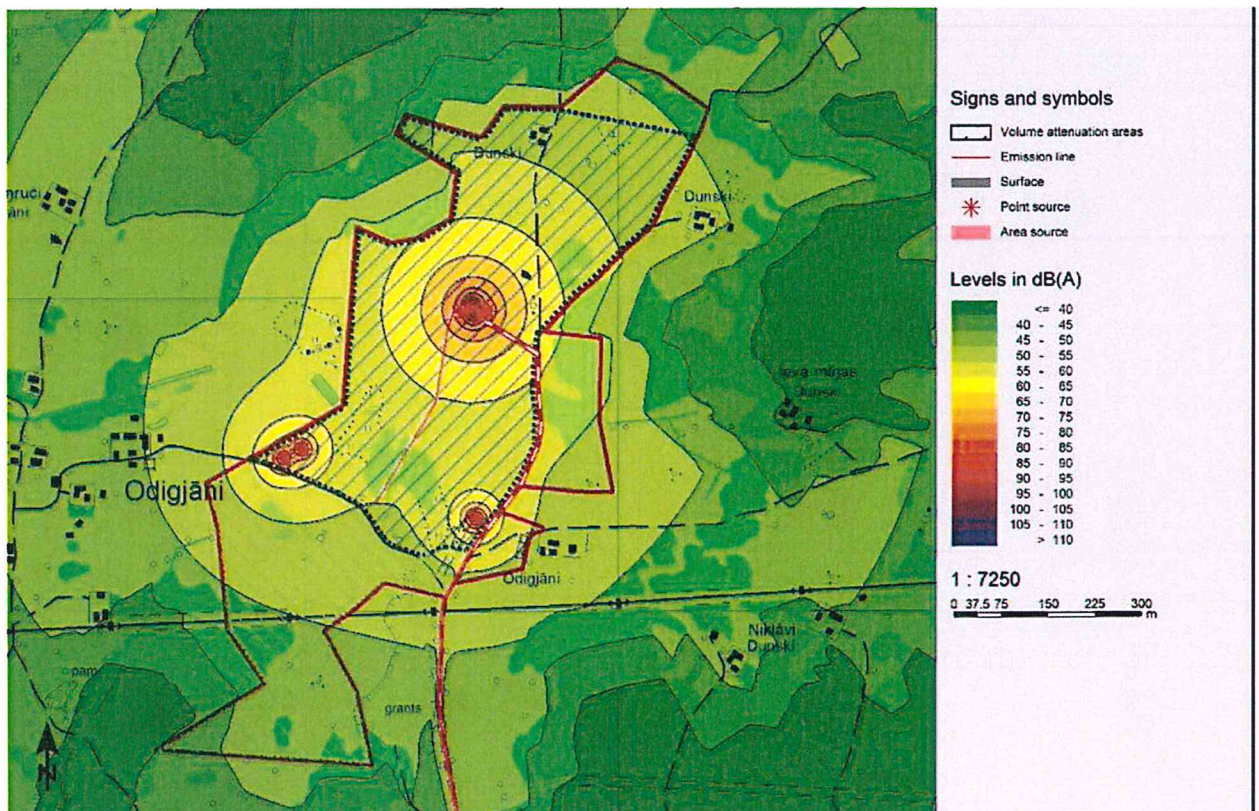 Dunski
Dunski
Dunski
Odigjāni
Odigjāni
Niklāvi
Dunski
grants
N
Signs and symbols
Volume attenuation areas
Emission line
Surface
Point source
Area source
Levels in dB(A)
<= 40
40 - 45
45 - 50
50 - 55
55 - 60
60 - 65
65 - 70
70 - 75
75 - 80
80 - 85
85 - 90
90 - 95
95 - 100
100 - 105
105 - 110
> 110
1 : 7250
0 37.5 75 150 225 300
m